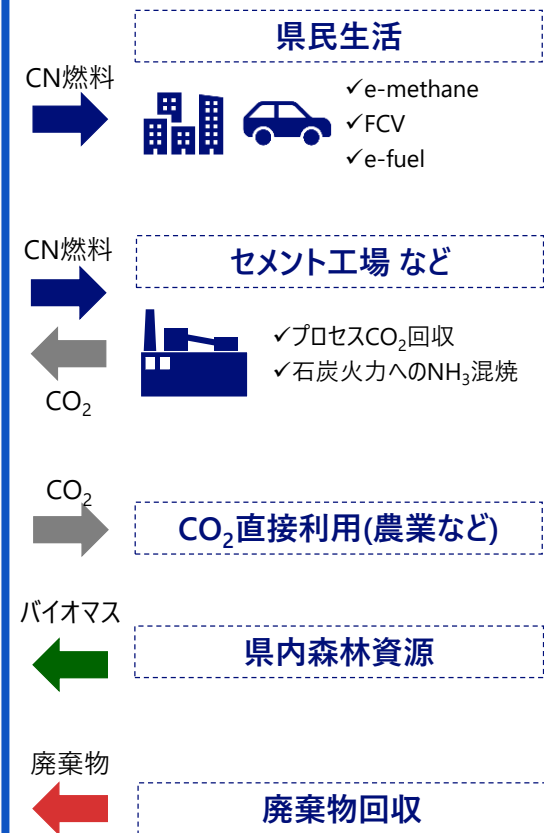 県民生活
CN燃料
✓e-methane
✓FCV
✓e-fuel
CN燃料
セメント工場 など
✓プロセスCO₂回収
✓石炭火力へのNH₃混焼
CO₂
CO₂
CO₂直接利用(農業など)
バイオマス
県内森林資源
廃棄物
廃棄物回収